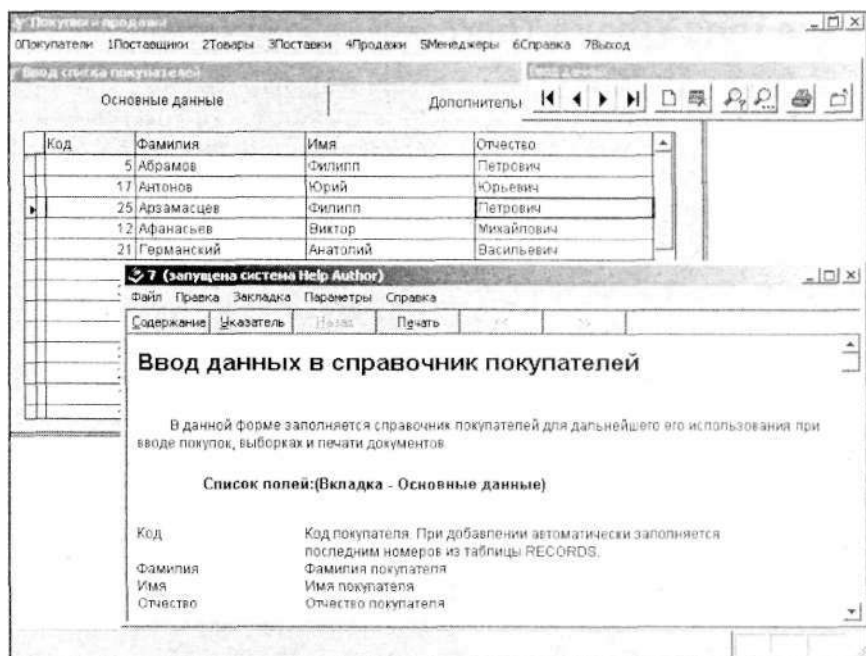 Покупки и продажи
0Покупатели 1Поставщики 2Товары 3Поставки 4Продажи 5Менеджеры 6Справка 7Выход
Ввод списка покупателей
Основные данные Дополнитель
Код Фамилия Имя Отчество
5 Абрамов Филипп Петрович
17 Антонов Юрий Юрьевич
25 Арзамасцев Филипп Петрович
12 Афанасьев Виктор Михайлович
21 Германский Анатолий Васильевич
7 (запущена система Help Author)
Файл Правка Закладка Параметры Справка
Содержание Указатель Назад Печать << >>
Ввод данных в справочник покупателей
В данной форме заполняется справочник покупателей для дальнейшего его использования при
вводе покупок, выборках и печати документов.
Список полей:(Вкладка - Основные данные)
Код Код покупателя. При добавлении автоматически заполняется
последним номеров из таблицы RECORDS.
Фамилия Фамилия покупателя
Имя Имя покупателя
Отчество Отчество покупателя